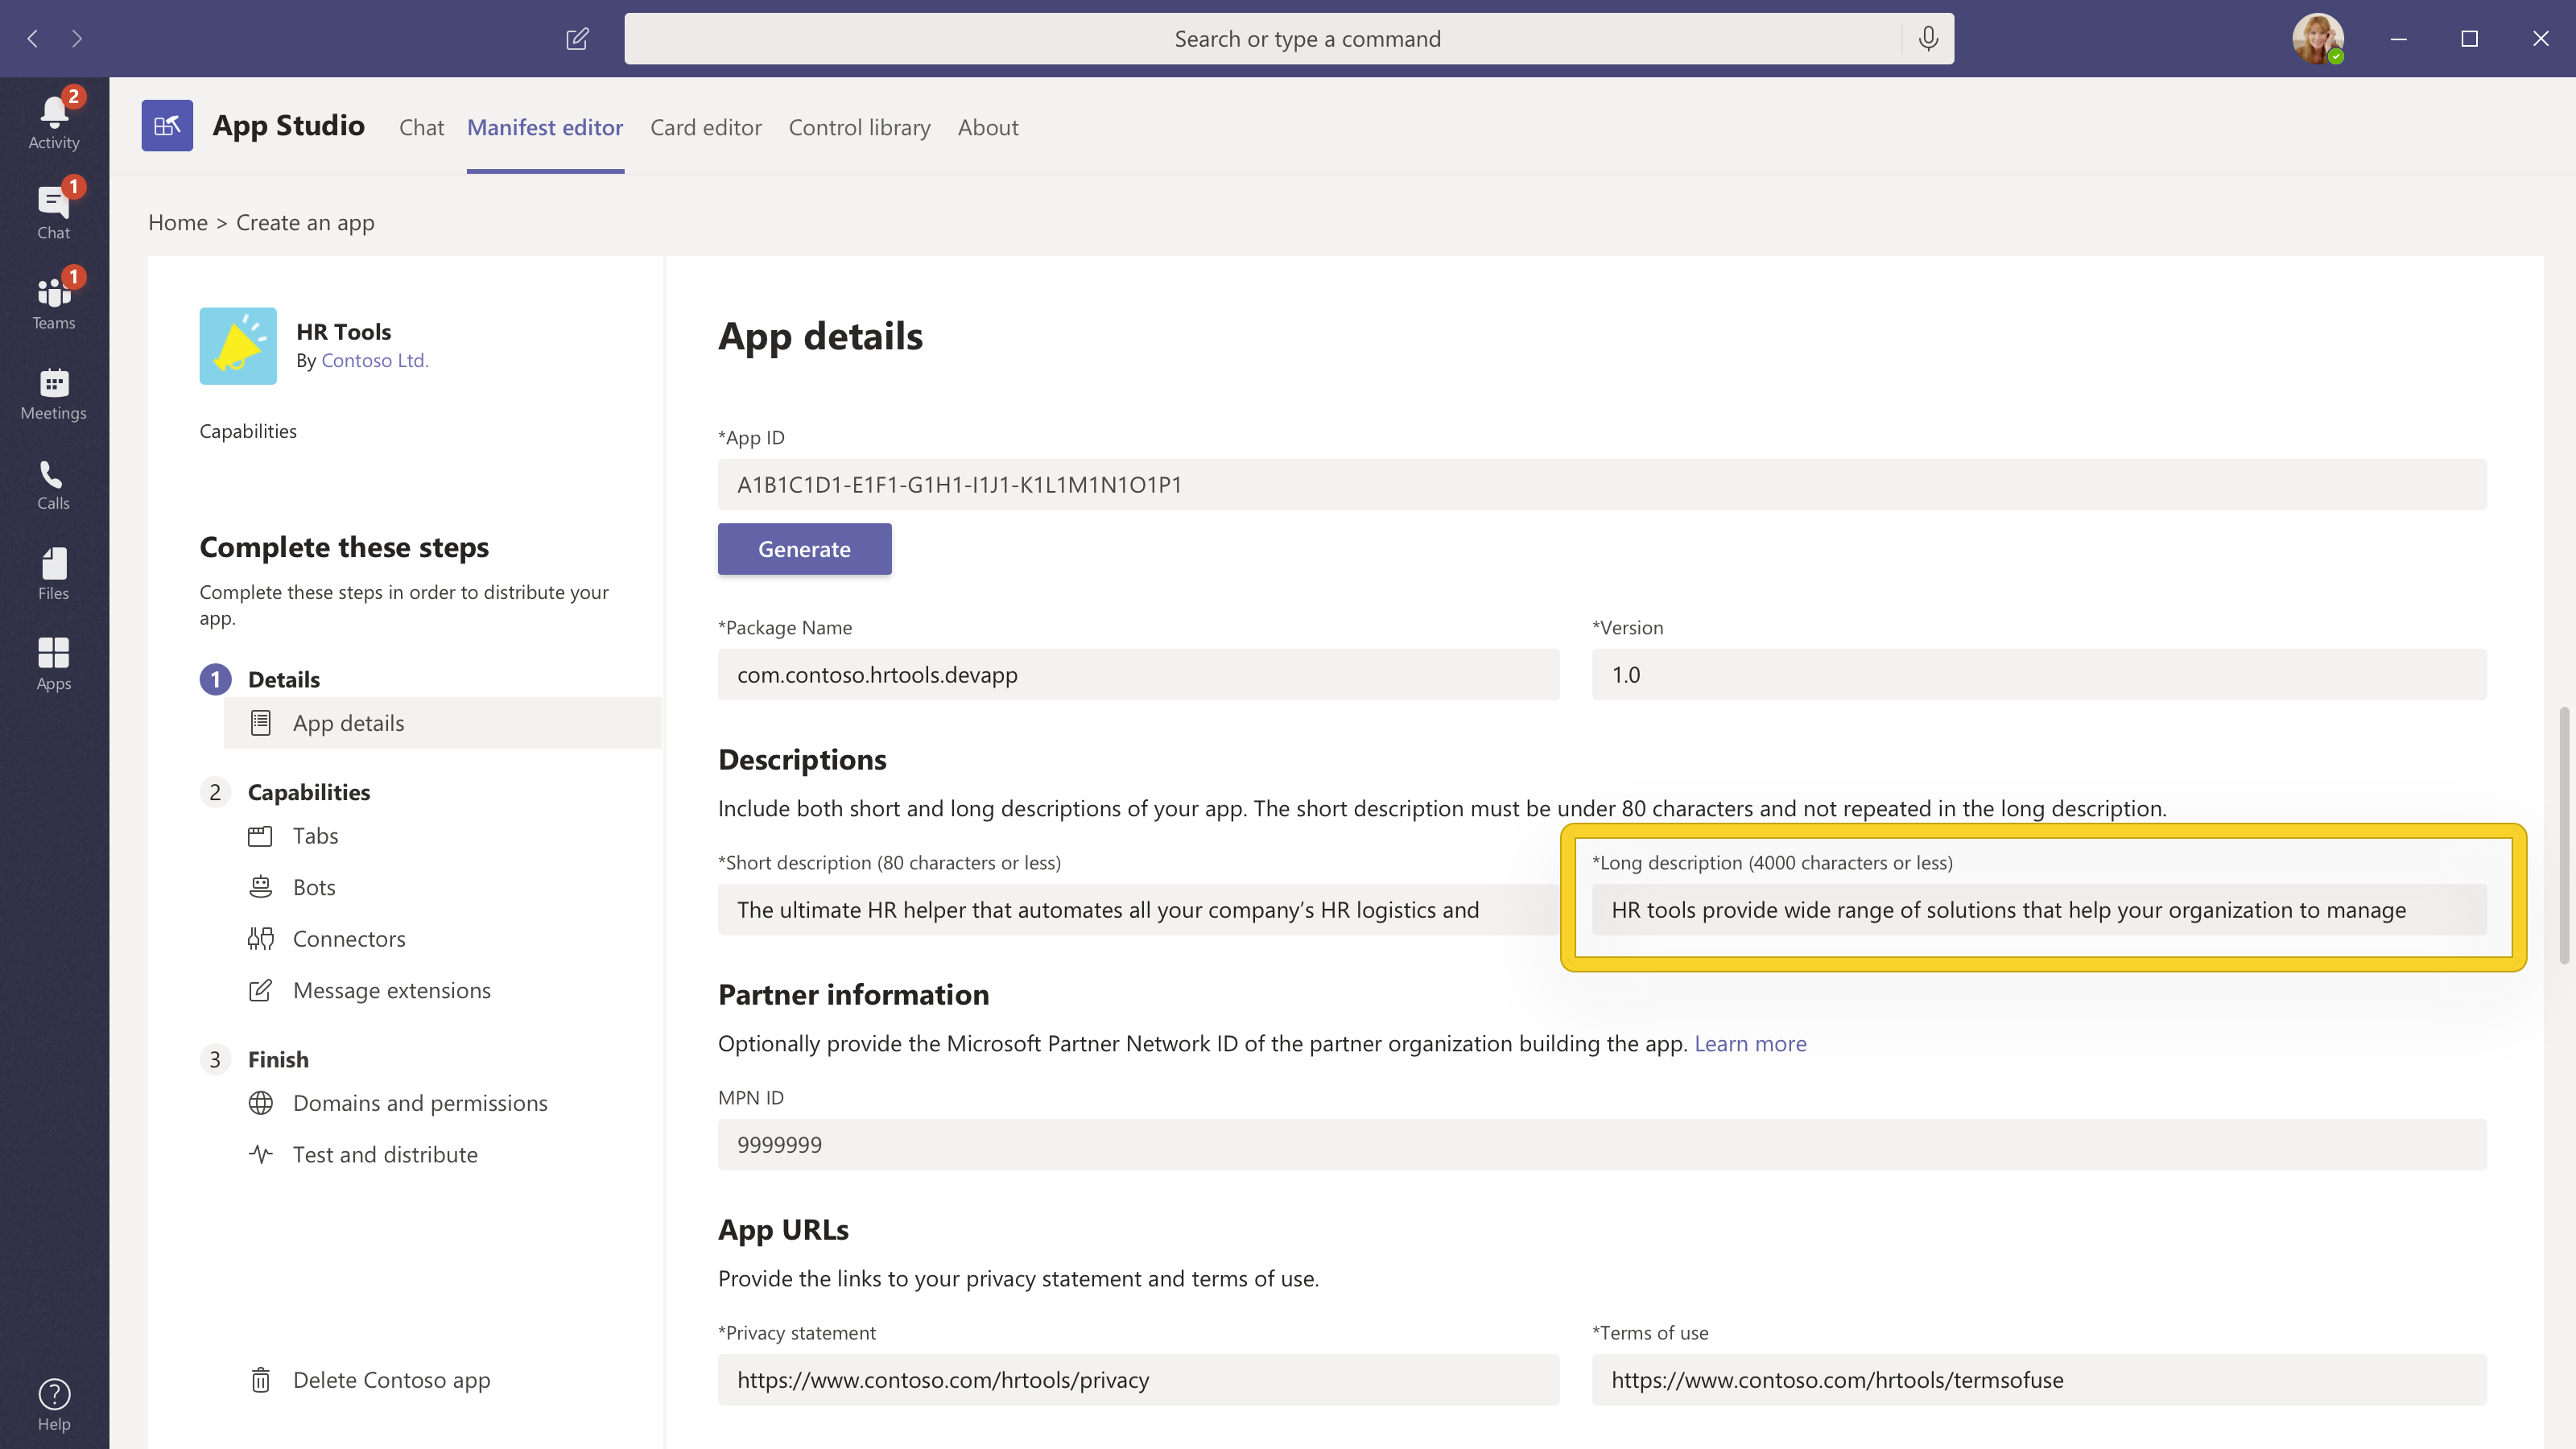 Search or type a command
2
Activity
1
Chat
1
Teams
Meetings
Calls
Files
Apps
Help
App Studio
Chat
Manifest editor
Card editor
Control library
About
Home > Create an app
HR Tools
By Contoso Ltd.
Capabilities
Complete these steps
Complete these steps in order to distribute your
app.
1 Details
App details
2 Capabilities
Tabs
Bots
Connectors
Message extensions
3 Finish
Domains and permissions
Test and distribute
Delete Contoso app
App details
*App ID
A1B1C1D1-E1F1-G1H1-I1J1-K1L1M1N1O1P1
Generate
*Package Name
com.contoso.hrtools.devapp
*Version
1.0
Descriptions
Include both short and long descriptions of your app. The short description must be under 80 characters and not repeated in the long description.
*Short description (80 characters or less)
The ultimate HR helper that automates all your company’s HR logistics and
*Long description (4000 characters or less)
HR tools provide wide range of solutions that help your organization to manage
Partner information
Optionally provide the Microsoft Partner Network ID of the partner organization building the app. Learn more
MPN ID
9999999
App URLs
Provide the links to your privacy statement and terms of use.
*Privacy statement
https://www.contoso.com/hrtools/privacy
*Terms of use
https://www.contoso.com/hrtools/termsofuse